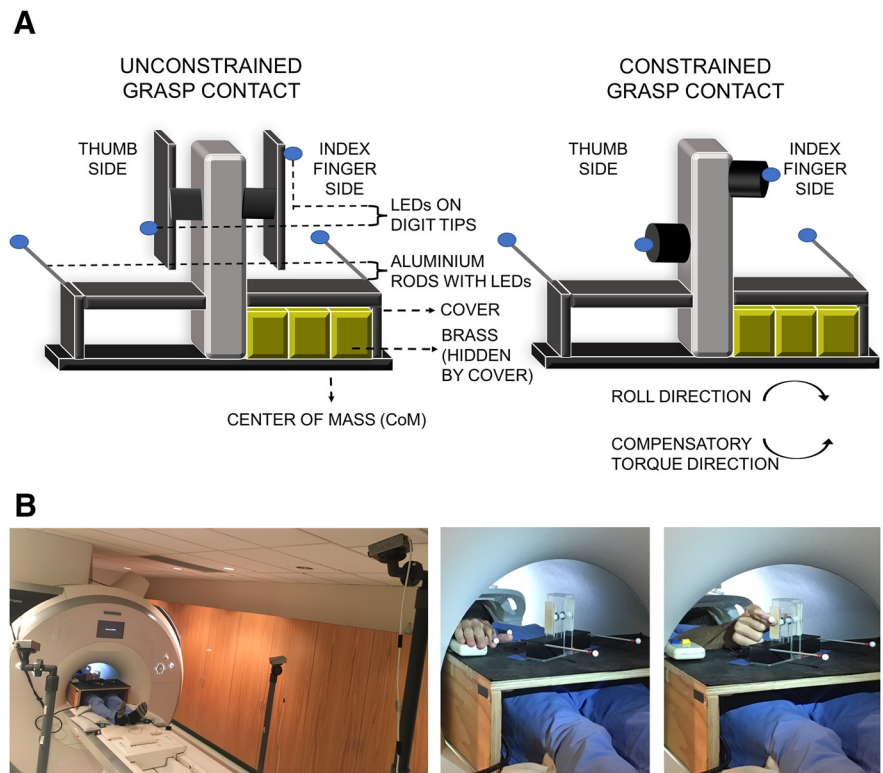 A
UNCONSTRAINED
GRASP CONTACT
THUMB
SIDE
INDEX
FINGER
SIDE
LEDs ON
DIGIT TIPS
ALUMINIUM
RODS WITH LEDs
COVER
BRASS
(HIDDEN
BY COVER)
CENTER OF MASS (CoM)
CONSTRAINED
GRASP CONTACT
THUMB
SIDE
INDEX
FINGER
SIDE
ROLL DIRECTION
COMPENSATORY
TORQUE DIRECTION
B